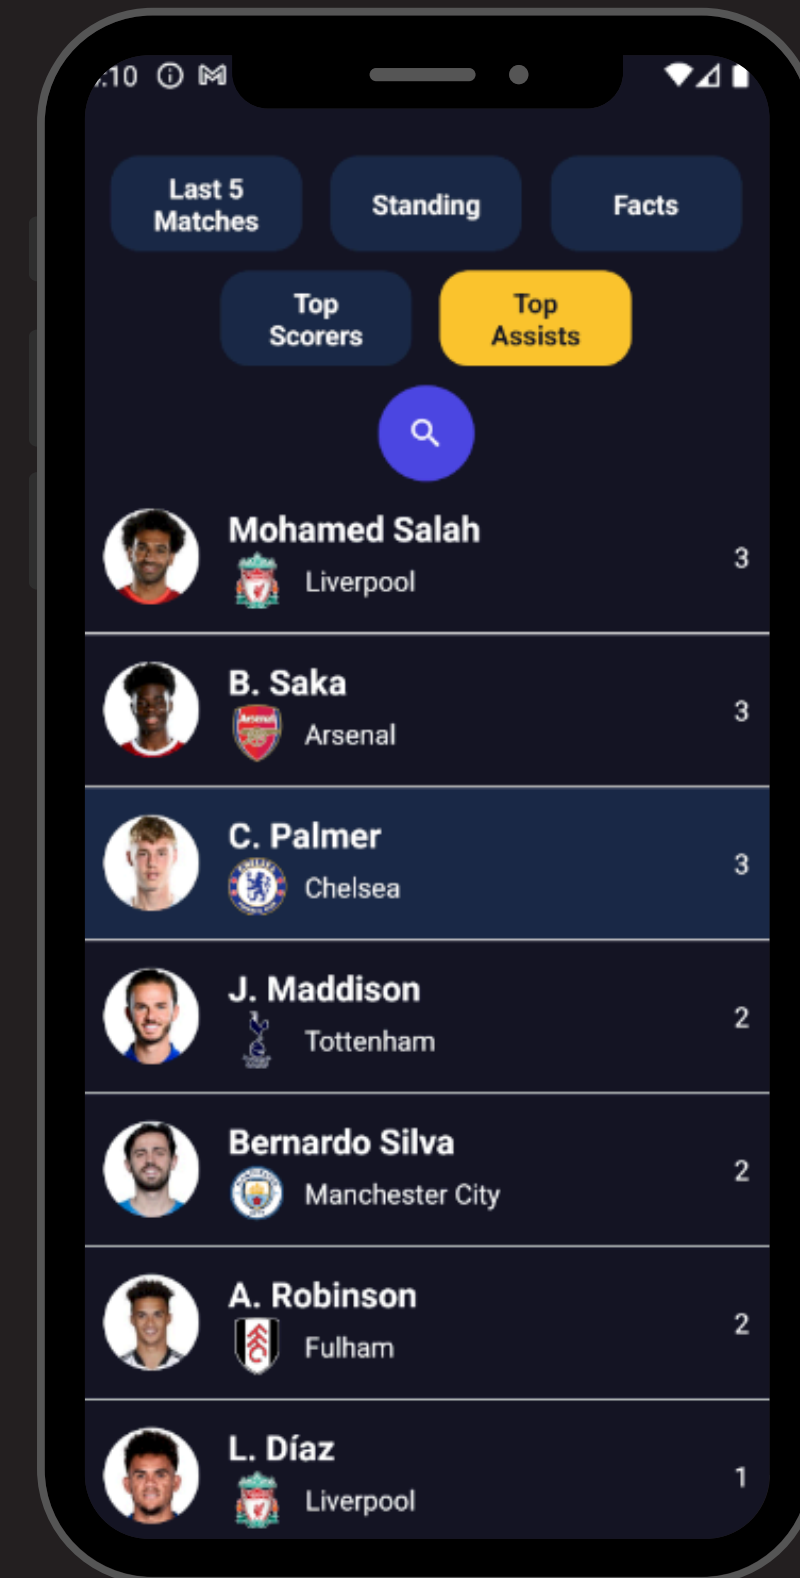 :10
Last 5
Matches
Standing
Facts
Top
Scorers
Top
Assists
Mohamed Salah
Liverpool
3
B. Saka
Arsenal
Arsenal
3
C. Palmer
Chelsea
3
J. Maddison
Tottenham
2
Bernardo Silva
Manchester City
2
A. Robinson
Fulham
2
L. Díaz
Liverpool
1